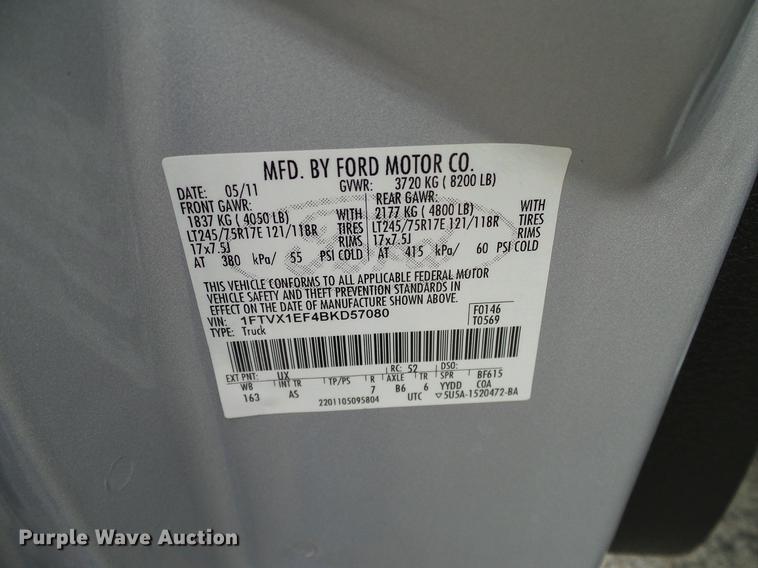 MFD. BY FORD MOTOR CO.
DATE: 05/11 GVWR: 3720 KG ( 8200 LB)
FRONT GAWR: REAR GAWR:
1837 KG ( 4050 LB) WITH 2177 KG ( 4800 LB) WITH
LT245/75R17E 121/118R TIRES LT245/75R17E 121/118R TIRES
17x7.5J RIMS 17x7.5J RIMS
AT 380 kPa/ 55 PSI COLD AT 415 kPa/ 60 PSI COLD
THIS VEHICLE CONFORMS TO ALL APPLICABLE FEDERAL MOTOR
VEHICLE SAFETY AND THEFT PREVENTION STANDARDS IN
EFFECT ON THE DATE OF MANUFACTURE SHOWN ABOVE.
VIN: 1FTVX1EF4BKD57080 F0146
TYPE: Truck T0569
EXT PNT: UX RC: 52 DSO:
WB INT TR TP/PS R AXLE TR SPR BF615
163 AS 7 B6 6 YYDD COA
2201105095804 UTC ▽5U5A-1520472-BA
Purple Wave Auction